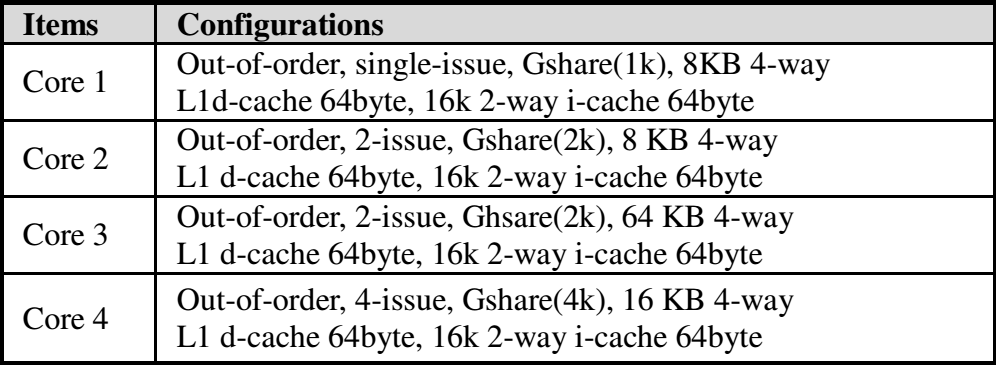 Items Configurations
Core 1 Out-of-order, single-issue, Gshare(1k), 8KB 4-way
L1d-cache 64byte, 16k 2-way i-cache 64byte
Core 2 Out-of-order, 2-issue, Gshare(2k), 8 KB 4-way
L1 d-cache 64byte, 16k 2-way i-cache 64byte
Core 3 Out-of-order, 2-issue, Ghsare(2k), 64 KB 4-way
L1 d-cache 64byte, 16k 2-way i-cache 64byte
Core 4 Out-of-order, 4-issue, Gshare(4k), 16 KB 4-way
L1 d-cache 64byte, 16k 2-way i-cache 64byte